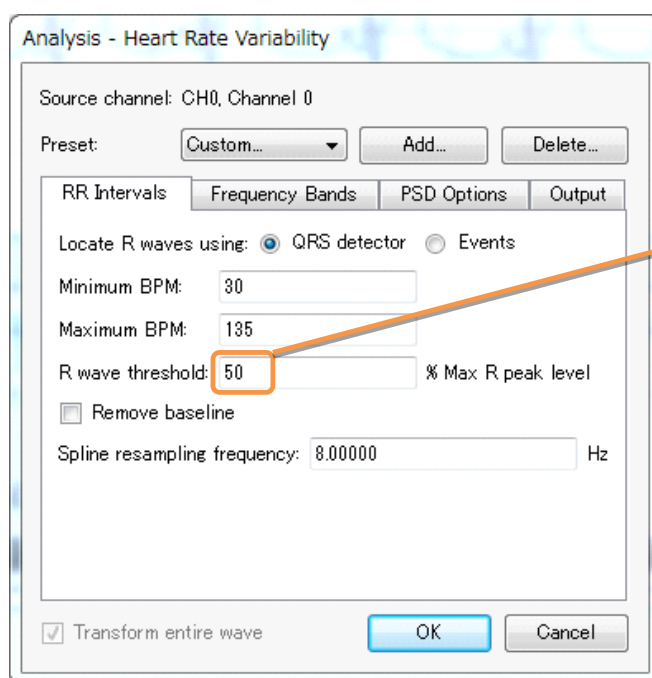 Analysis - Heart Rate Variability
Source channel: CH0, Channel 0
Preset: Custom... Add... Delete...
RR Intervals Frequency Bands PSD Options Output
Locate R waves using: QRS detector Events
Minimum BPM: 30
Maximum BPM: 135
R wave threshold: 50 % Max R peak level
Remove baseline
Spline resampling frequency: 8.00000 Hz
Transform entire wave OK Cancel